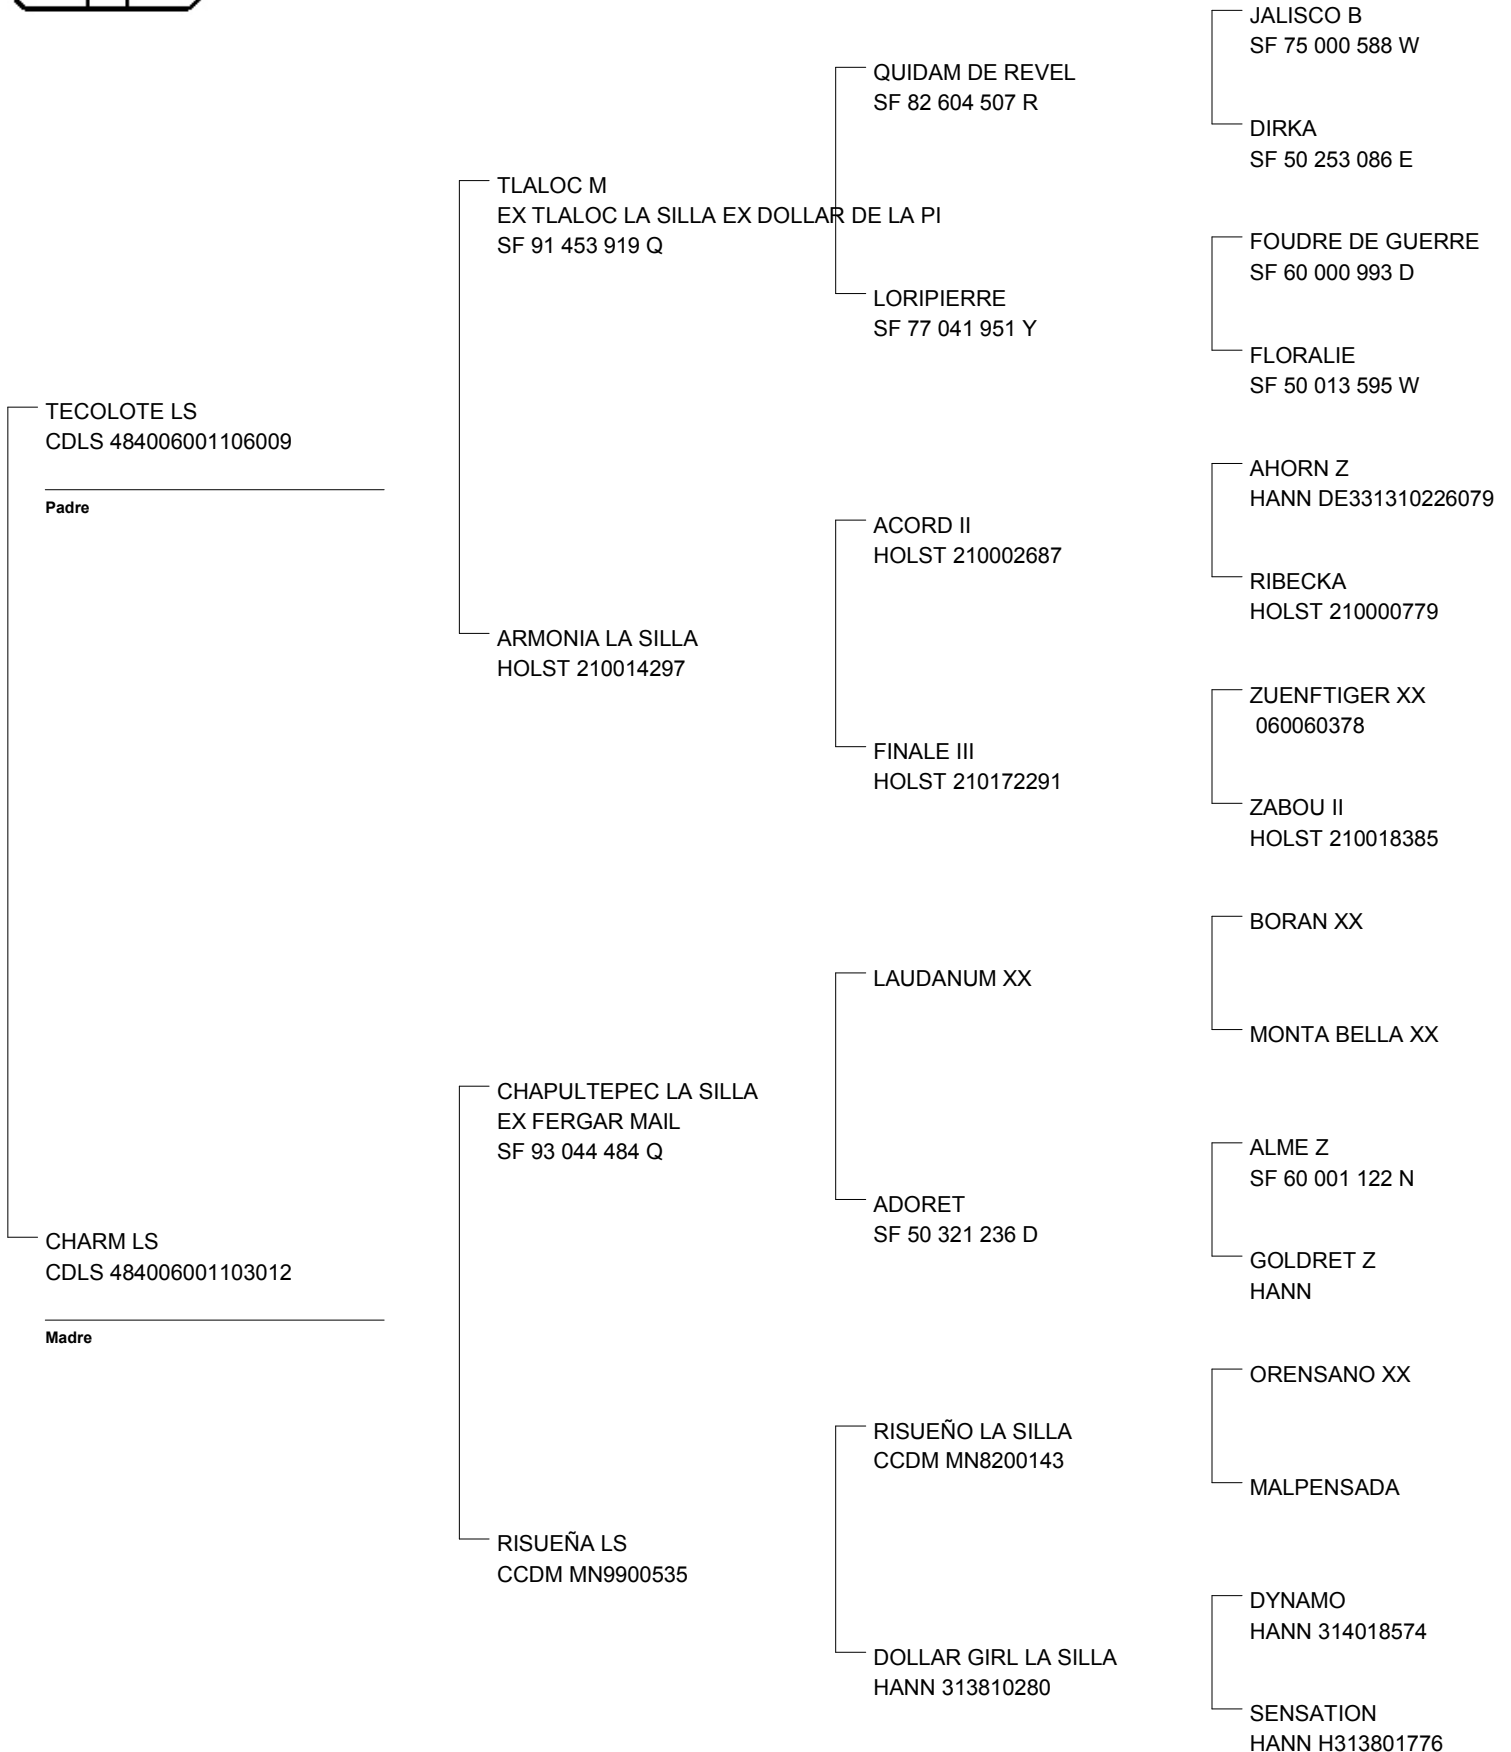 JALISCO B
SF 75 000 588 W
QUIDAM DE REVEL
SF 82 604 507 R
DIRKA
SF 50 253 086 E
TLALOC M
EX TLALOC LA SILLA EX DOLLAR DE LA PI
SF 91 453 919 Q
FOUDRE DE GUERRE
SF 60 000 993 D
LORIPIERRE
SF 77 041 951 Y
FLORALIE
SF 50 013 595 W
TECOLOTE LS
CDLS 484006001106009
Padre
AHORN Z
HANN DE331310226079
ACORD II
HOLST 210002687
RIBECKA
HOLST 210000779
ARMONIA LA SILLA
HOLST 210014297
ZUENFTIGER XX
060060378
FINALE III
HOLST 210172291
ZABOU II
HOLST 210018385
BORAN XX
LAUDANUM XX
MONTA BELLA XX
CHAPULTEPEC LA SILLA
EX FERGAR MAIL
SF 93 044 484 Q
ALME Z
SF 60 001 122 N
ADORET
SF 50 321 236 D
GOLDRET Z
HANN
CHARM LS
CDLS 484006001103012
Madre
ORENSANO XX
RISUEÑO LA SILLA
CCDM MN8200143
MALPENSADA
RISUEÑA LS
CCDM MN9900535
DYNAMO
HANN 314018574
DOLLAR GIRL LA SILLA
HANN 313810280
SENSATION
HANN H313801776